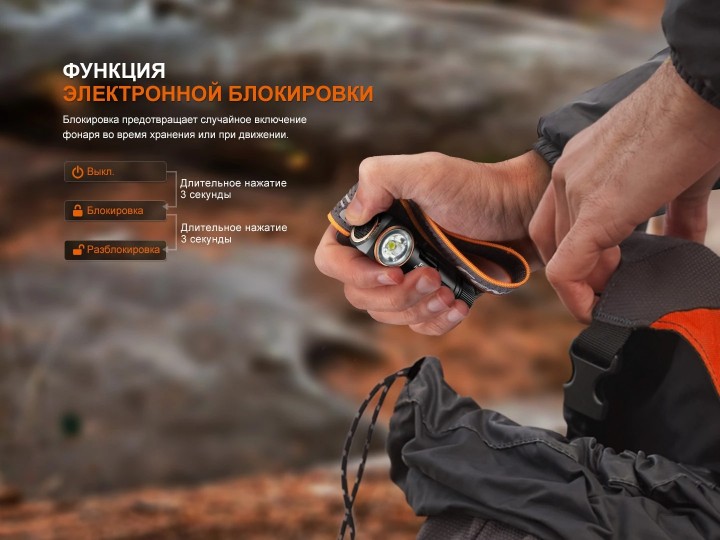 ФУНКЦИЯ
ЭЛЕКТРОННОЙ БЛОКИРОВКИ
Блокировка предотвращает случайное включение
фонаря во время хранения или при движении.
Выкл.
Длительное нажатие
3 секунды
Блокировка
Длительное нажатие
3 секунды
Разблокировка